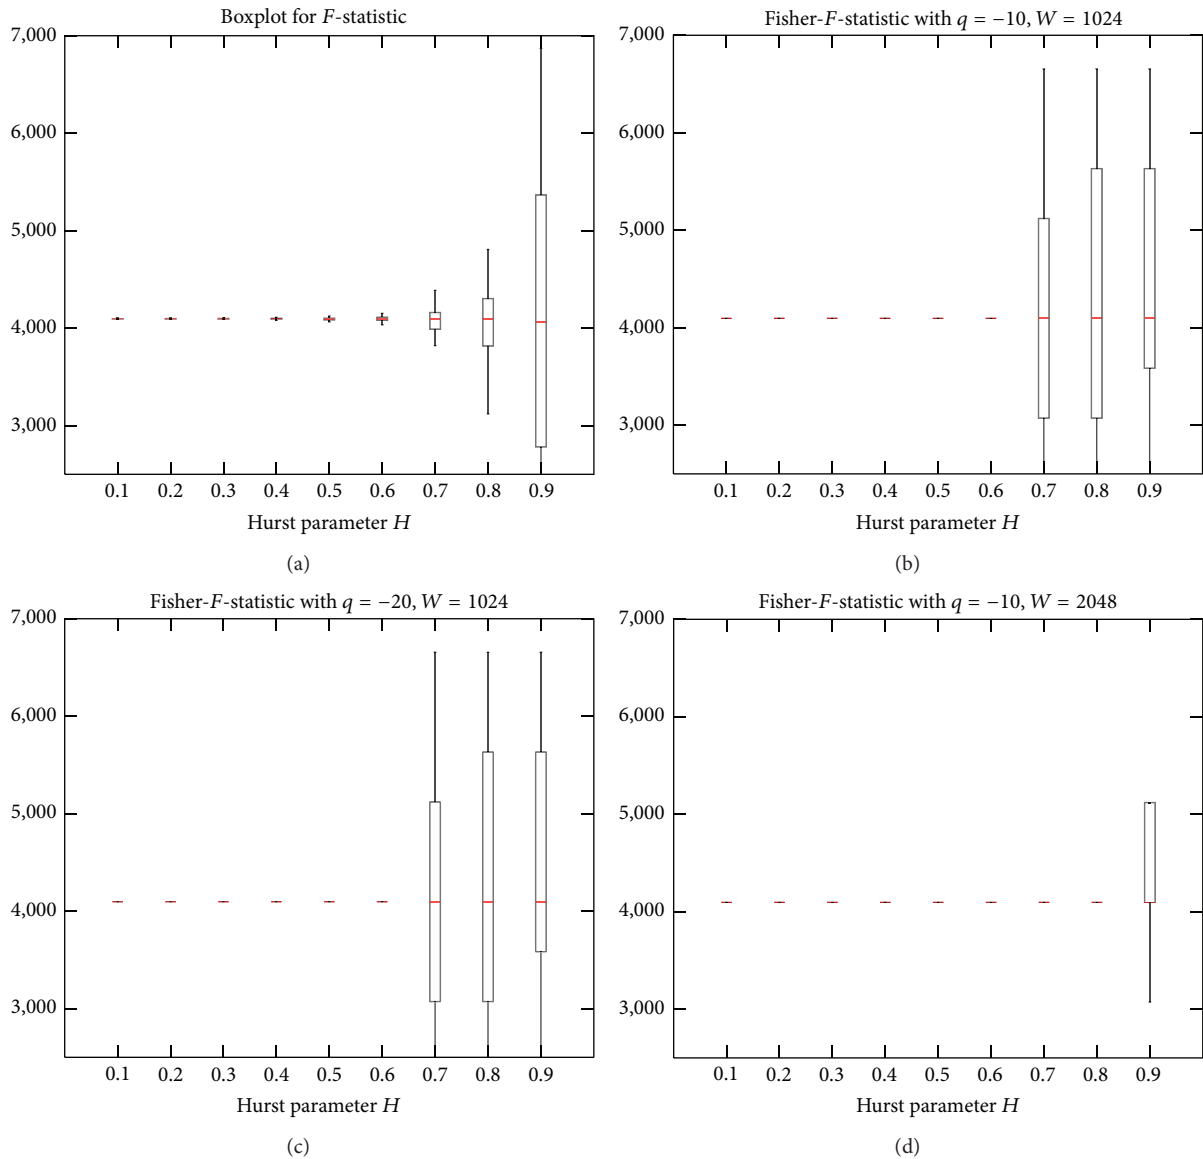 Boxplot for F-statistic
7,000
6,000
5,000
4,000
3,000
0.1 0.2 0.3 0.4 0.5 0.6 0.7 0.8 0.9
Hurst parameter H
(a)
Fisher-F-statistic with q = −10, W = 1024
7,000
6,000
5,000
4,000
3,000
0.1 0.2 0.3 0.4 0.5 0.6 0.7 0.8 0.9
Hurst parameter H
(b)
Fisher-F-statistic with q = −20, W = 1024
7,000
6,000
5,000
4,000
3,000
0.1 0.2 0.3 0.4 0.5 0.6 0.7 0.8 0.9
Hurst parameter H
(c)
Fisher-F-statistic with q = −10, W = 2048
7,000
6,000
5,000
4,000
3,000
0.1 0.2 0.3 0.4 0.5 0.6 0.7 0.8 0.9
Hurst parameter H
(d)